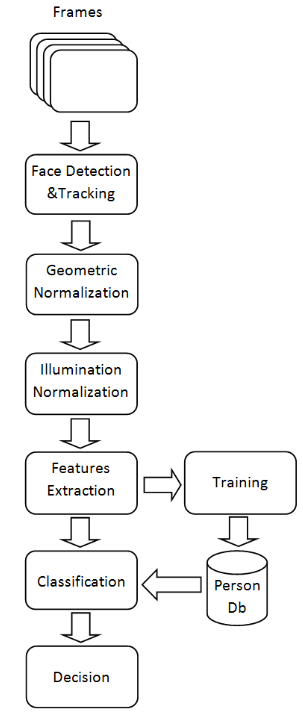 Frames
Face Detection
&Tracking
Geometric
Normalization
Illumination
Normalization
Features
Extraction
Training
Classification
Person
Db
Decision